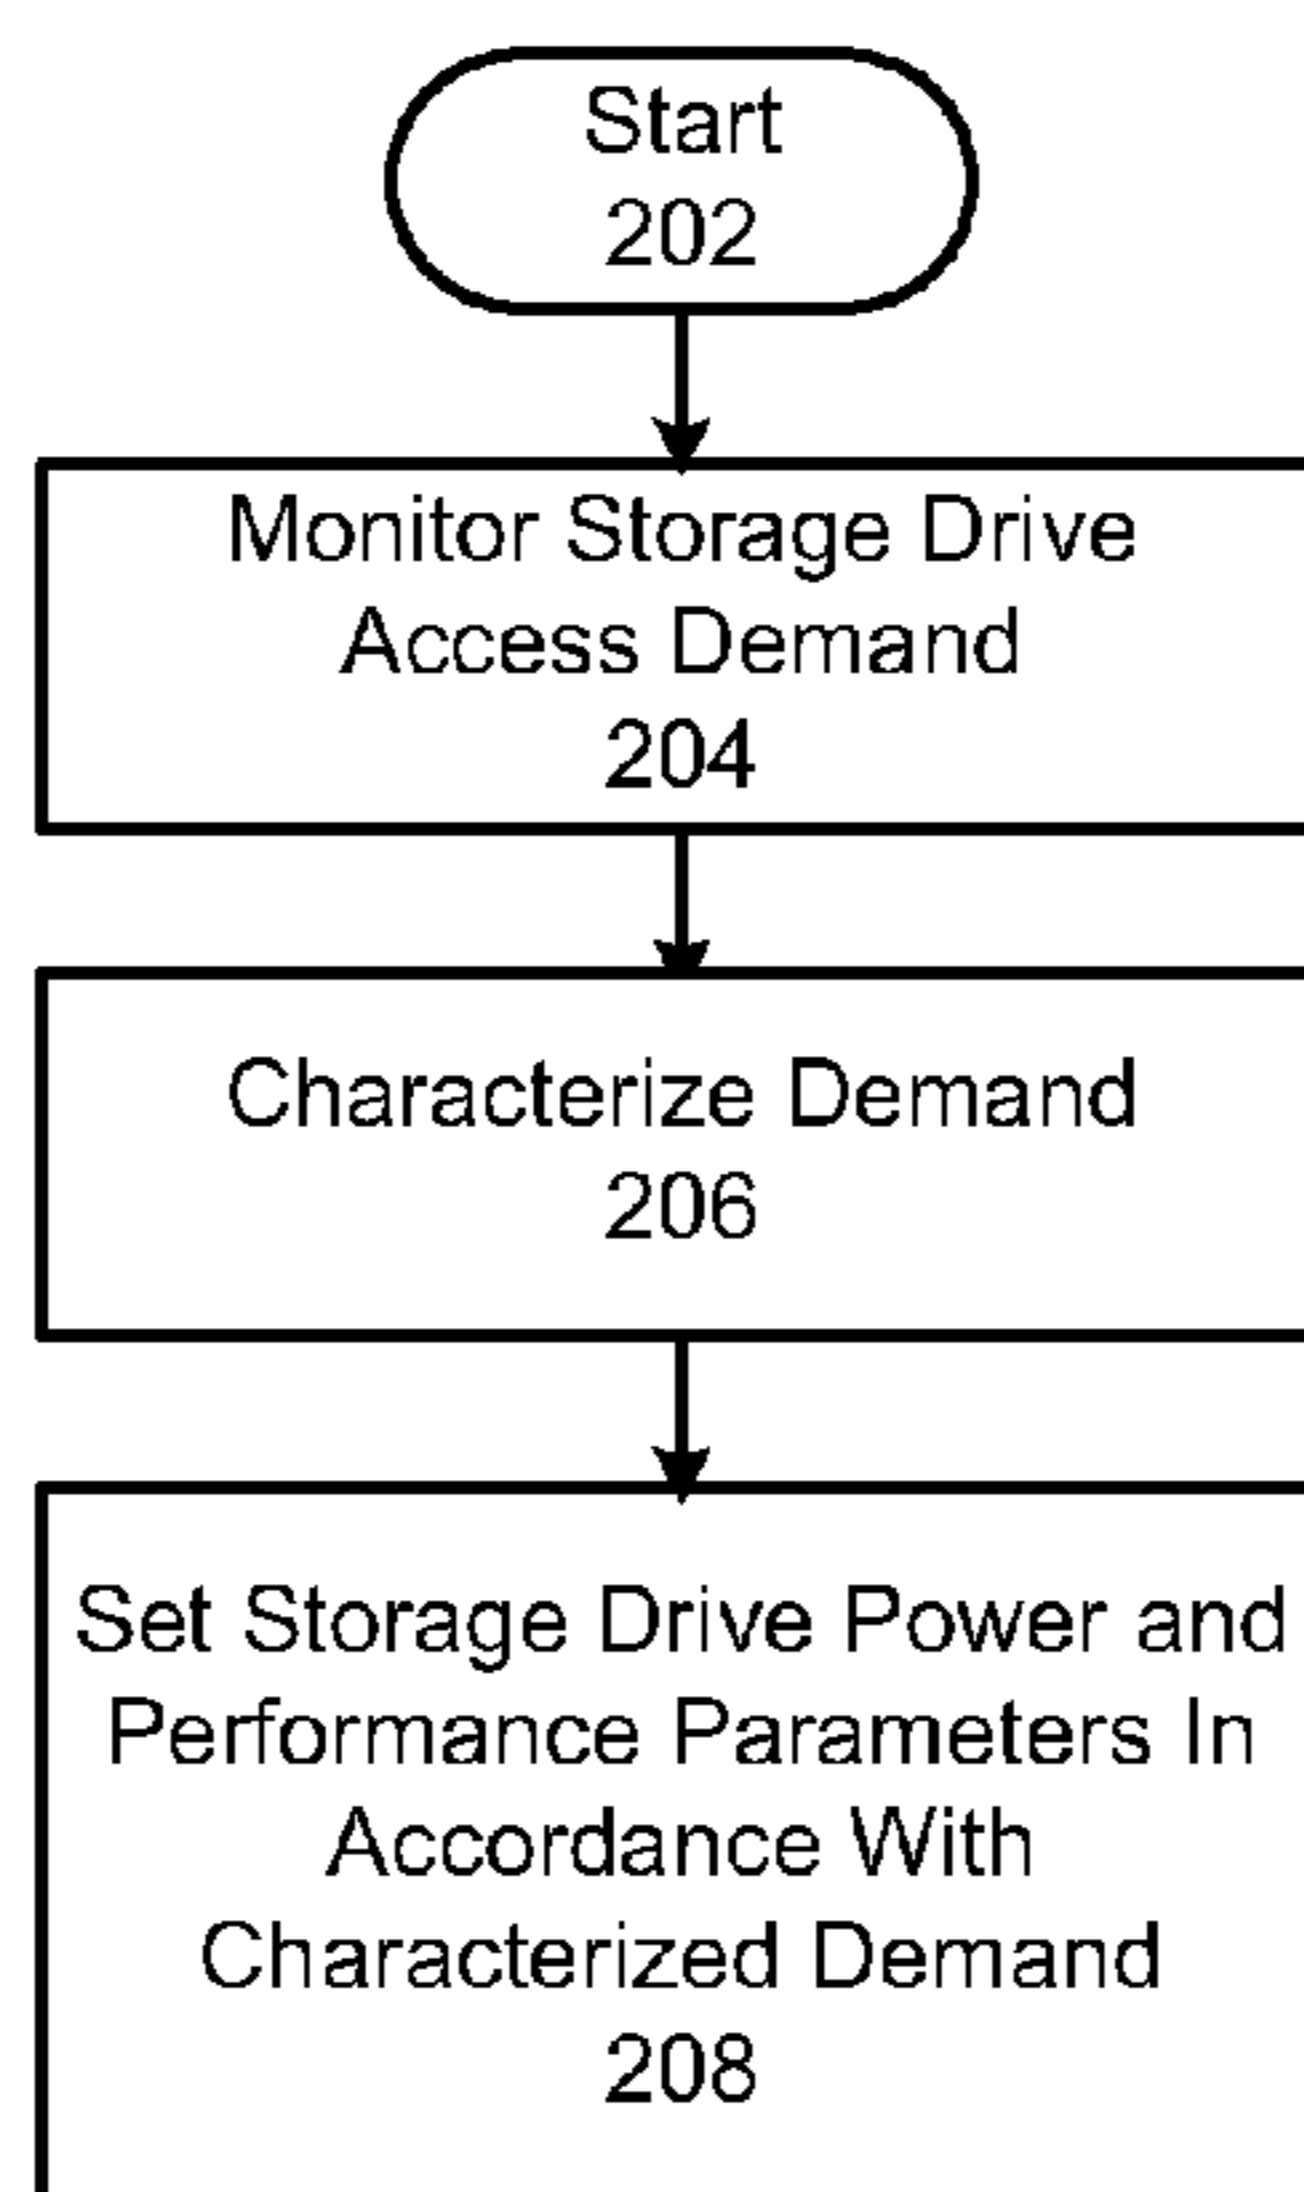 Start
202
Monitor Storage Drive
Access Demand
204
Characterize Demand
206
Set Storage Drive Power and
Performance Parameters In
Accordance With
Characterized Demand
208